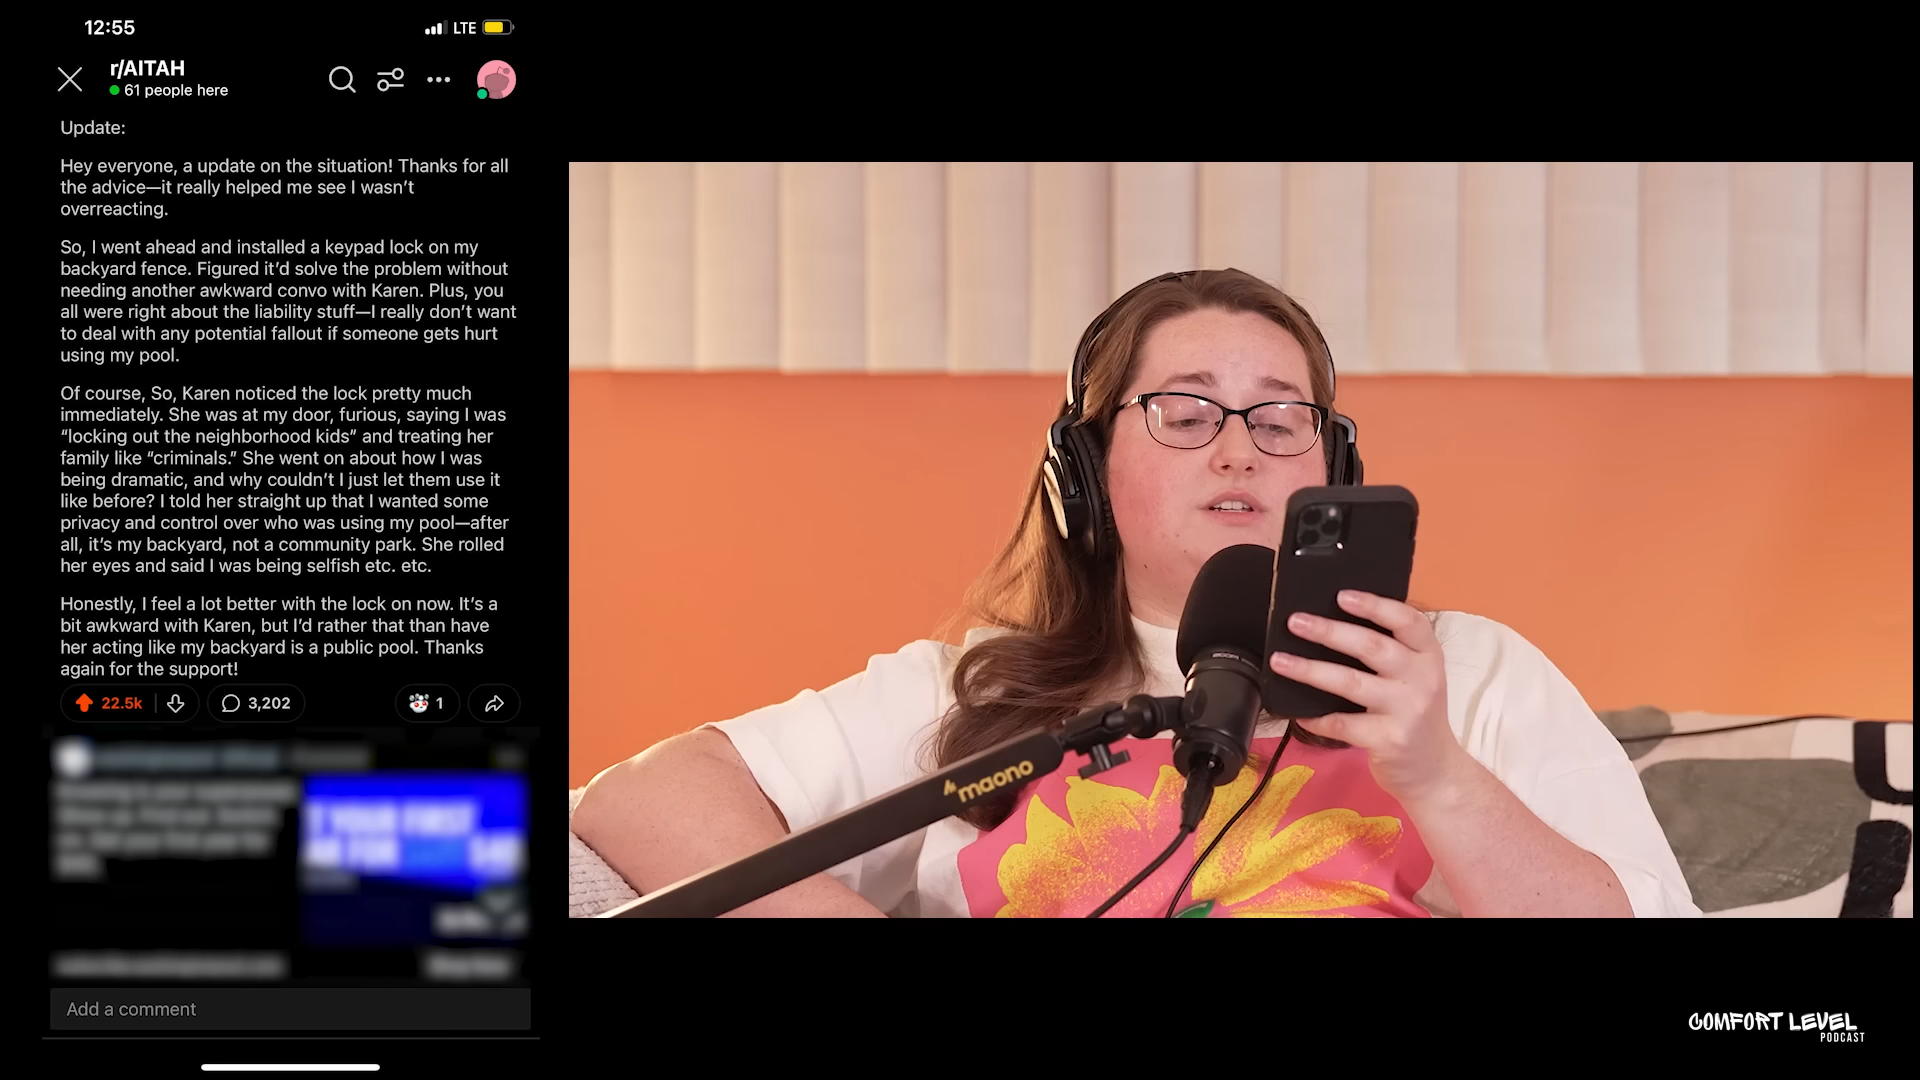 12:55
LTE
r/AITAH
61 people here
Update:
Hey everyone, a update on the situation! Thanks for all
the advice—it really helped me see I wasn’t
overreacting.
So, I went ahead and installed a keypad lock on my
backyard fence. Figured it’d solve the problem without
needing another awkward convo with Karen. Plus, you
all were right about the liability stuff—I really don’t want
to deal with any potential fallout if someone gets hurt
using my pool.
Of course, So, Karen noticed the lock pretty much
immediately. She was at my door, furious, saying I was
“locking out the neighborhood kids” and treating her
family like “criminals.” She went on about how I was
being dramatic, and why couldn’t I just let them use it
like before? I told her straight up that I wanted some
privacy and control over who was using my pool—after
all, it’s my backyard, not a community park. She rolled
her eyes and said I was being selfish etc. etc.
Honestly, I feel a lot better with the lock on now. It’s a
bit awkward with Karen, but I’d rather that than have
her acting like my backyard is a public pool. Thanks
again for the support!
22.5k
3,202
1
Add a comment
maono
COMFORT LEVEL
PODCAST